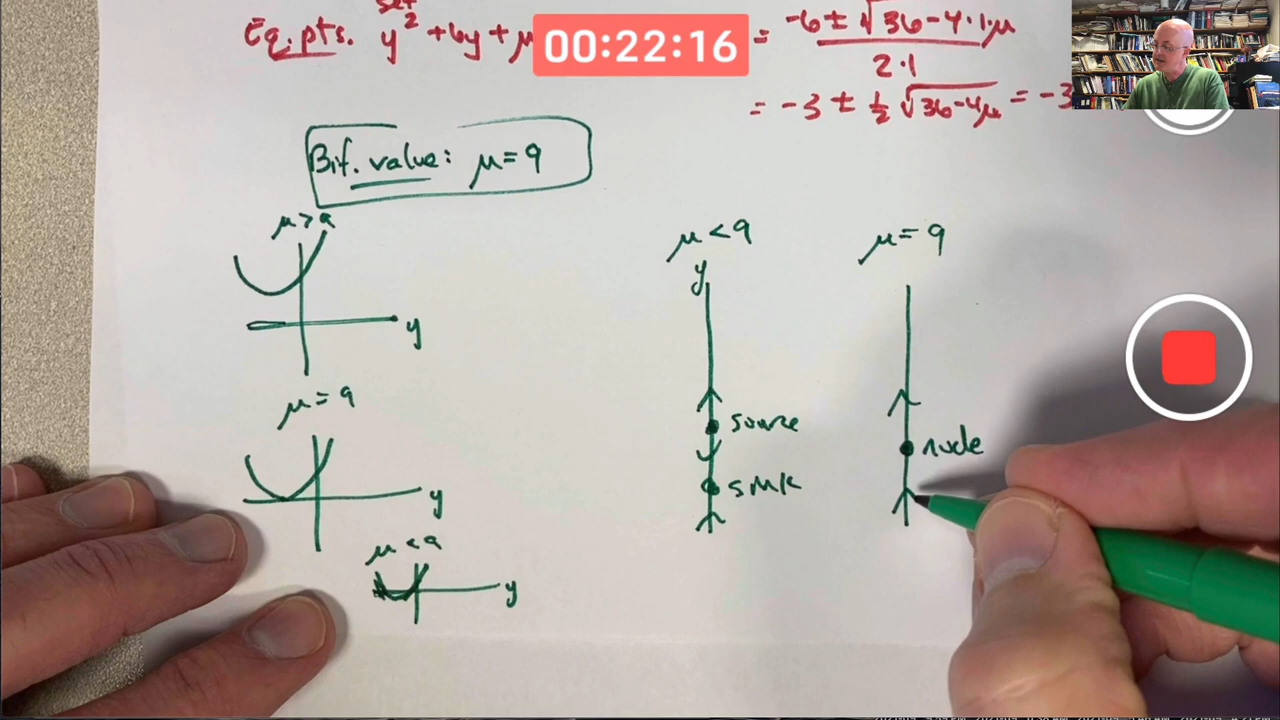 set
Eq. pts. y² + 6y + μ
= -6 ± √36-4·1·μ
2·1
= -3 ± 1/2 √36-4μ = -3
00:22:16
Bif. value: μ = 9
μ > 9
y
μ = 9
y
μ < 9
y
μ < 9
y
source
sink
μ = 9
node